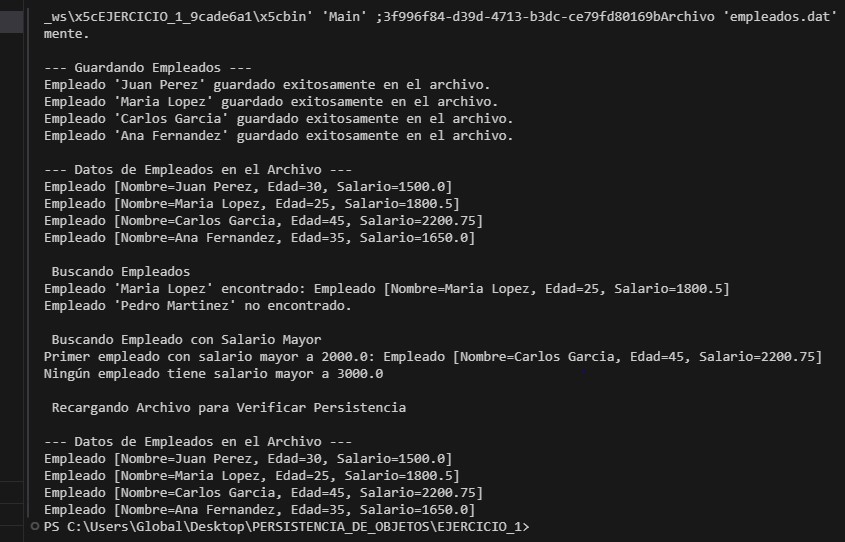 _ws\x5cEJERCICIO_1_9cade6a1\x5cbin' 'Main' ;3f996f84-d39d-4713-b3dc-ce79fd80169bArchivo 'empleados.dat'
mente.
--- Guardando Empleados ---
Empleado 'Juan Perez' guardado exitosamente en el archivo.
Empleado 'Maria Lopez' guardado exitosamente en el archivo.
Empleado 'Carlos Garcia' guardado exitosamente en el archivo.
Empleado 'Ana Fernandez' guardado exitosamente en el archivo.
--- Datos de Empleados en el Archivo ---
Empleado [Nombre=Juan Perez, Edad=30, Salario=1500.0]
Empleado [Nombre=Maria Lopez, Edad=25, Salario=1800.5]
Empleado [Nombre=Carlos Garcia, Edad=45, Salario=2200.75]
Empleado [Nombre=Ana Fernandez, Edad=35, Salario=1650.0]
Buscando Empleados
Empleado 'Maria Lopez' encontrado: Empleado [Nombre=Maria Lopez, Edad=25, Salario=1800.5]
Empleado 'Pedro Martinez' no encontrado.
Buscando Empleado con Salario Mayor
Primer empleado con salario mayor a 2000.0: Empleado [Nombre=Carlos Garcia, Edad=45, Salario=2200.75]
Ningún empleado tiene salario mayor a 3000.0
Recargando Archivo para Verificar Persistencia
--- Datos de Empleados en el Archivo ---
Empleado [Nombre=Juan Perez, Edad=30, Salario=1500.0]
Empleado [Nombre=Maria Lopez, Edad=25, Salario=1800.5]
Empleado [Nombre=Carlos Garcia, Edad=45, Salario=2200.75]
Empleado [Nombre=Ana Fernandez, Edad=35, Salario=1650.0]
PS C:\Users\Global\Desktop\PERSISTENCIA_DE_OBJETOS\EJERCICIO_1>